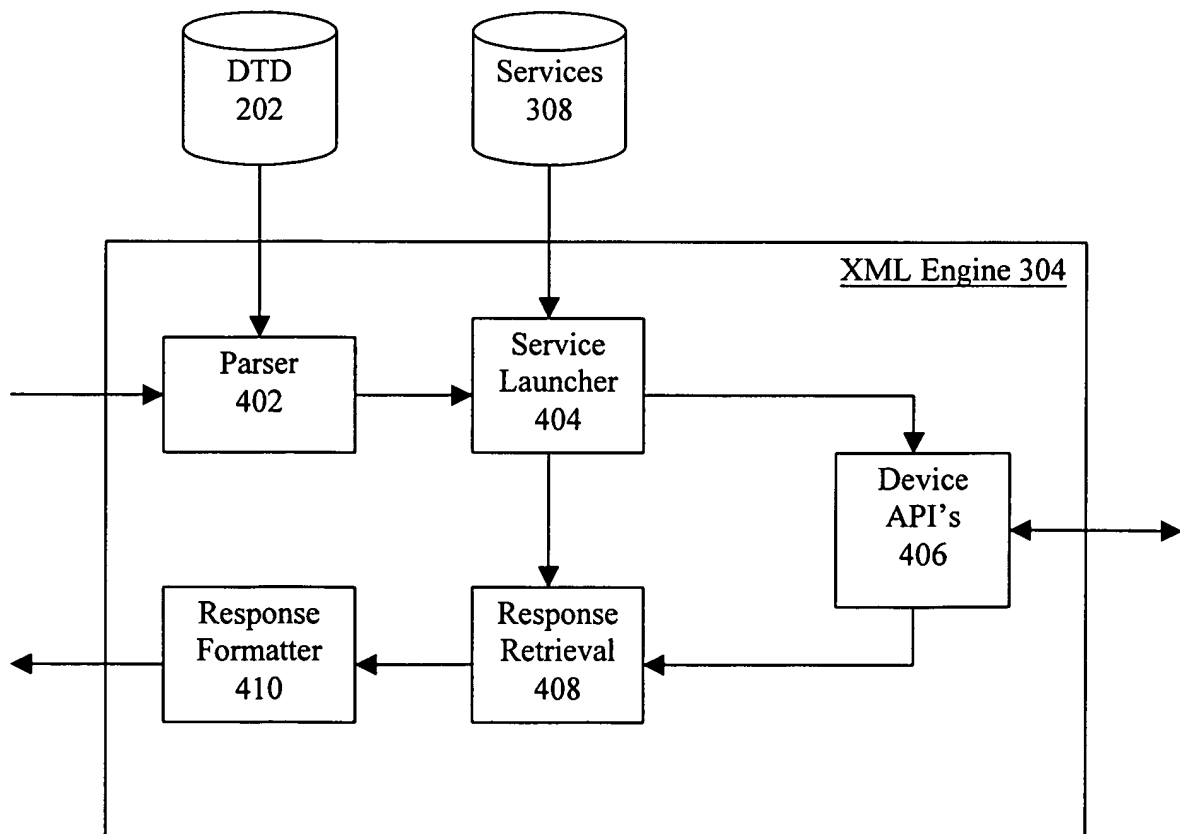 DTD
202
Services
308
XML Engine 304
Parser
402
Service
Launcher
404
Device
API's
406
Response
Formatter
410
Response
Retrieval
408